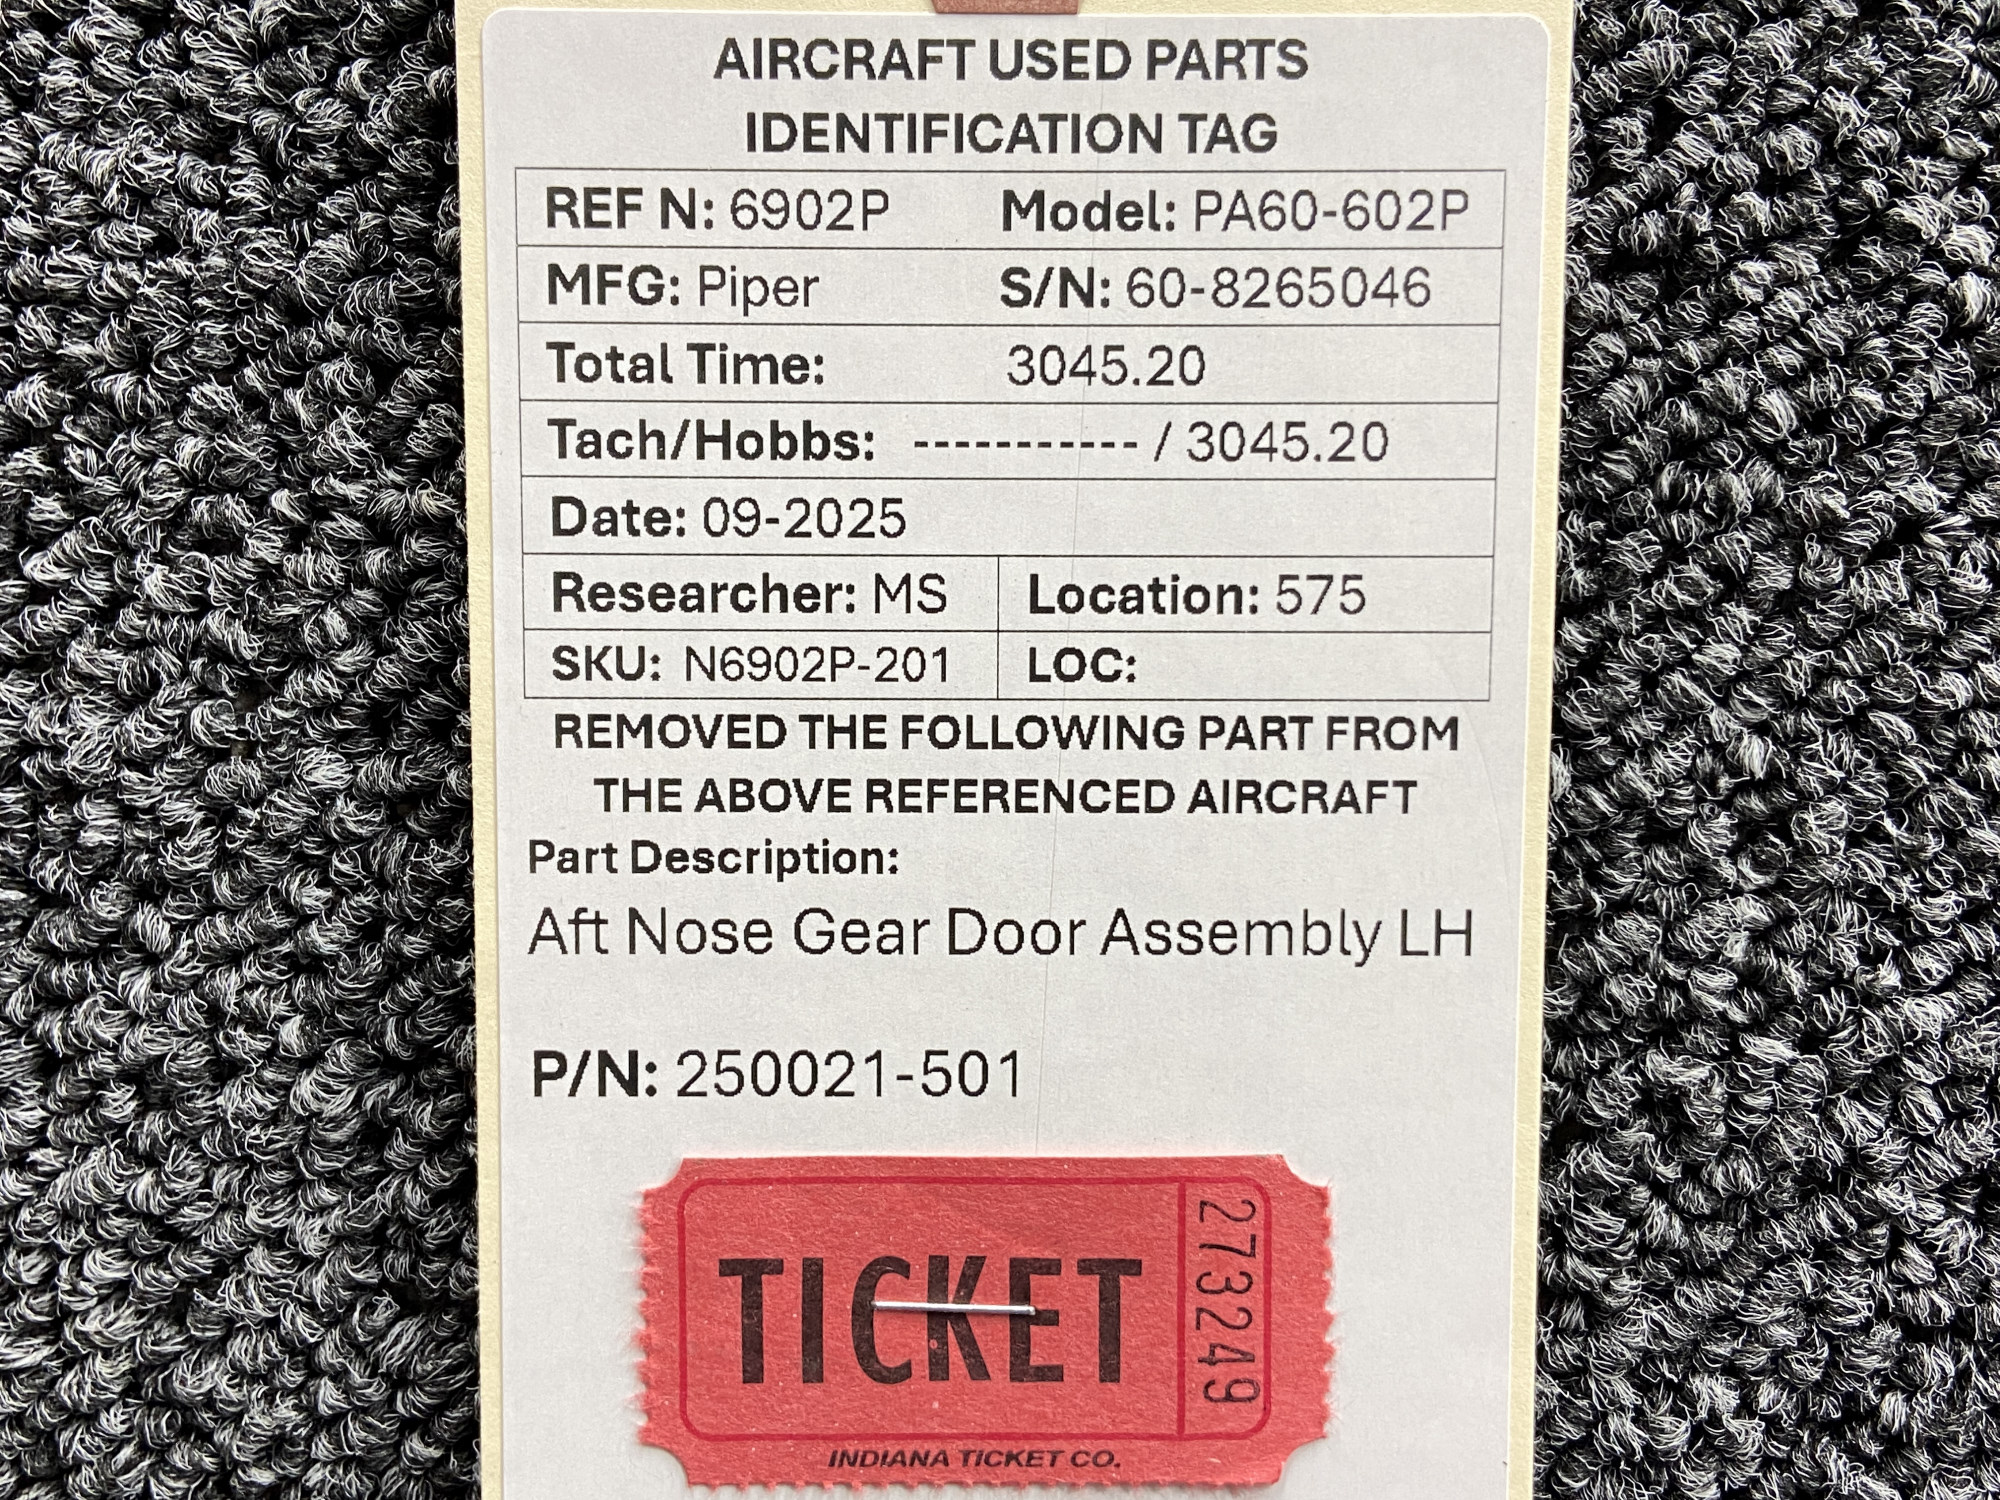 AIRCRAFT USED PARTS
IDENTIFICATION TAG
REF N: 6902P Model: PA60-602P
MFG: Piper S/N: 60-8265046
Total Time: 3045.20
Tach/Hobbs: ----------- / 3045.20
Date: 09-2025
Researcher: MS Location: 575
SKU: N6902P-201 LOC:
REMOVED THE FOLLOWING PART FROM
THE ABOVE REFERENCED AIRCRAFT
Part Description:
Aft Nose Gear Door Assembly LH
P/N: 250021-501
TICKET
273249
INDIANA TICKET CO.